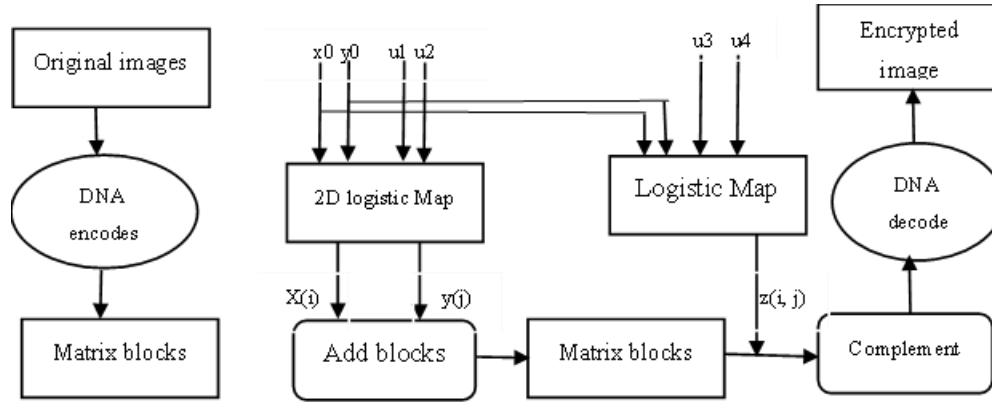 Original images
DNA
encodes
Matrix blocks
x0 y0 u1 u2
2D logistic Map
X(i) y(j)
Add blocks
Matrix blocks
u3 u4
Logistic Map
z(i, j)
Complement
DNA
decode
Encrypted
image